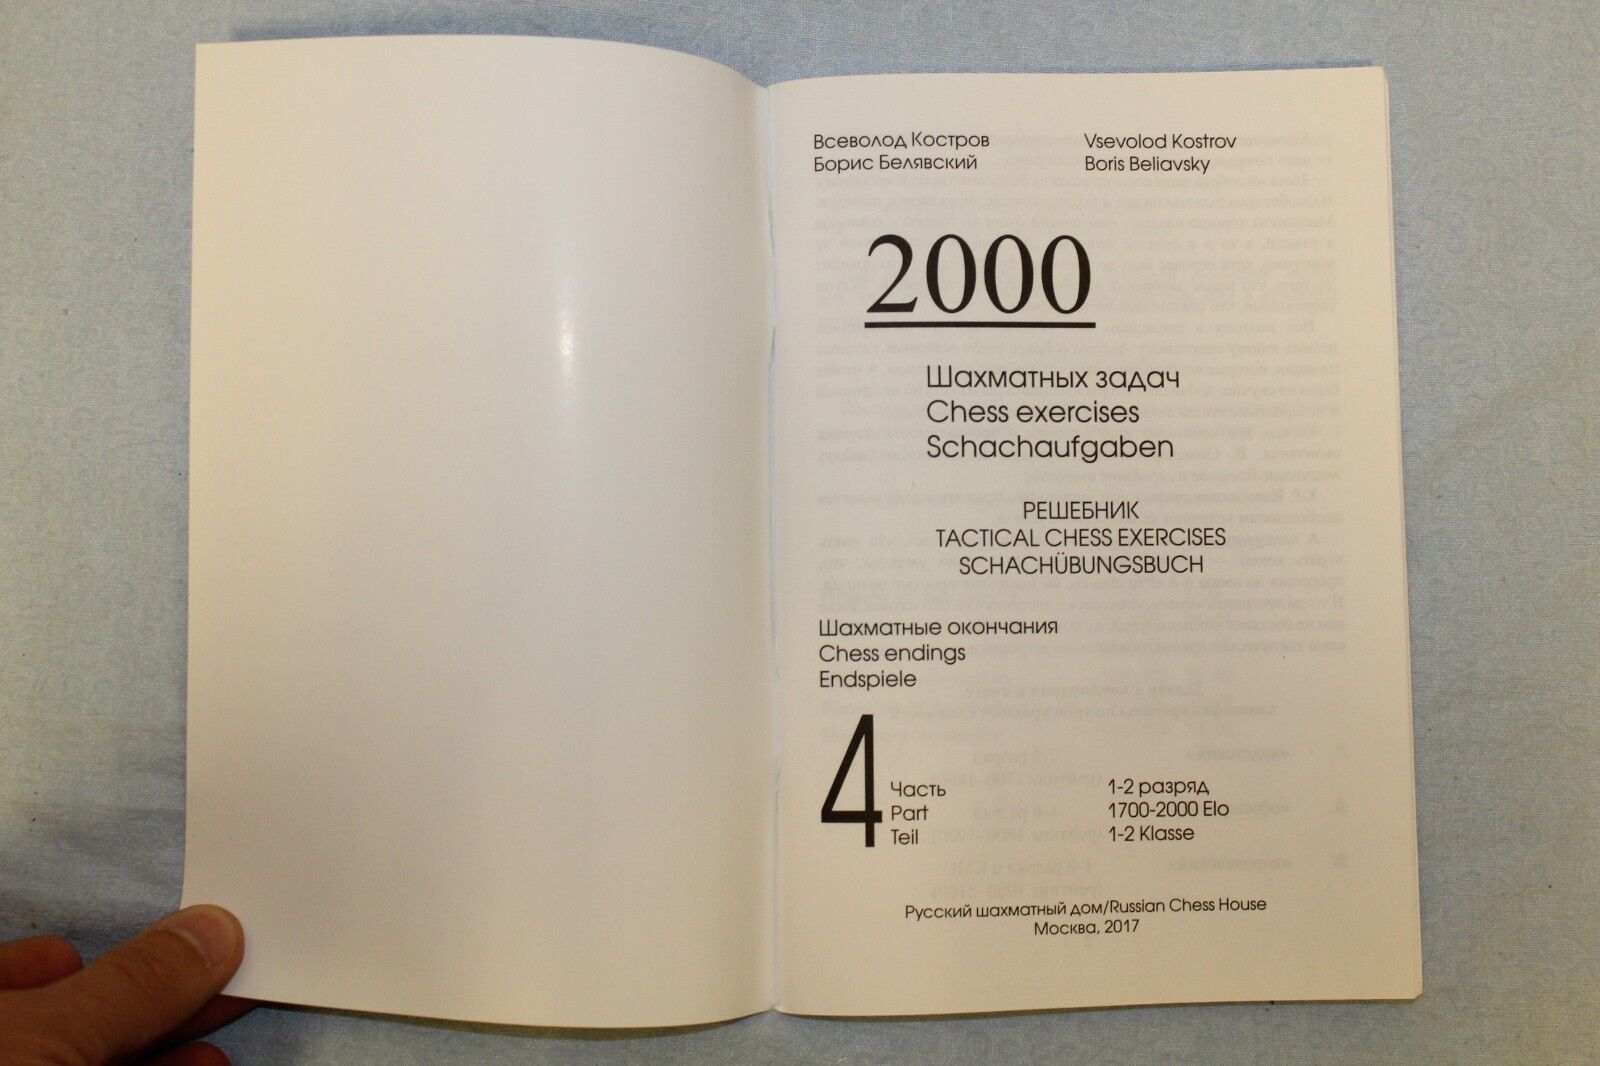 Всеволод Костров
Борис Белявский
Vsevolod Kostrov
Boris Beliavsky
2000
Шахматных задач
Chess exercises
Schachaufgaben
РЕШЕБНИК
TACTICAL CHESS EXERCISES
SCHACHÜBUNGSBUCH
Шахматные окончания
Chess endings
Endspiele
4
Часть
Part
Teil
1-2 разряд
1700-2000 Elo
1-2 Klasse
Русский шахматный дом/Russian Chess House
Москва, 2017